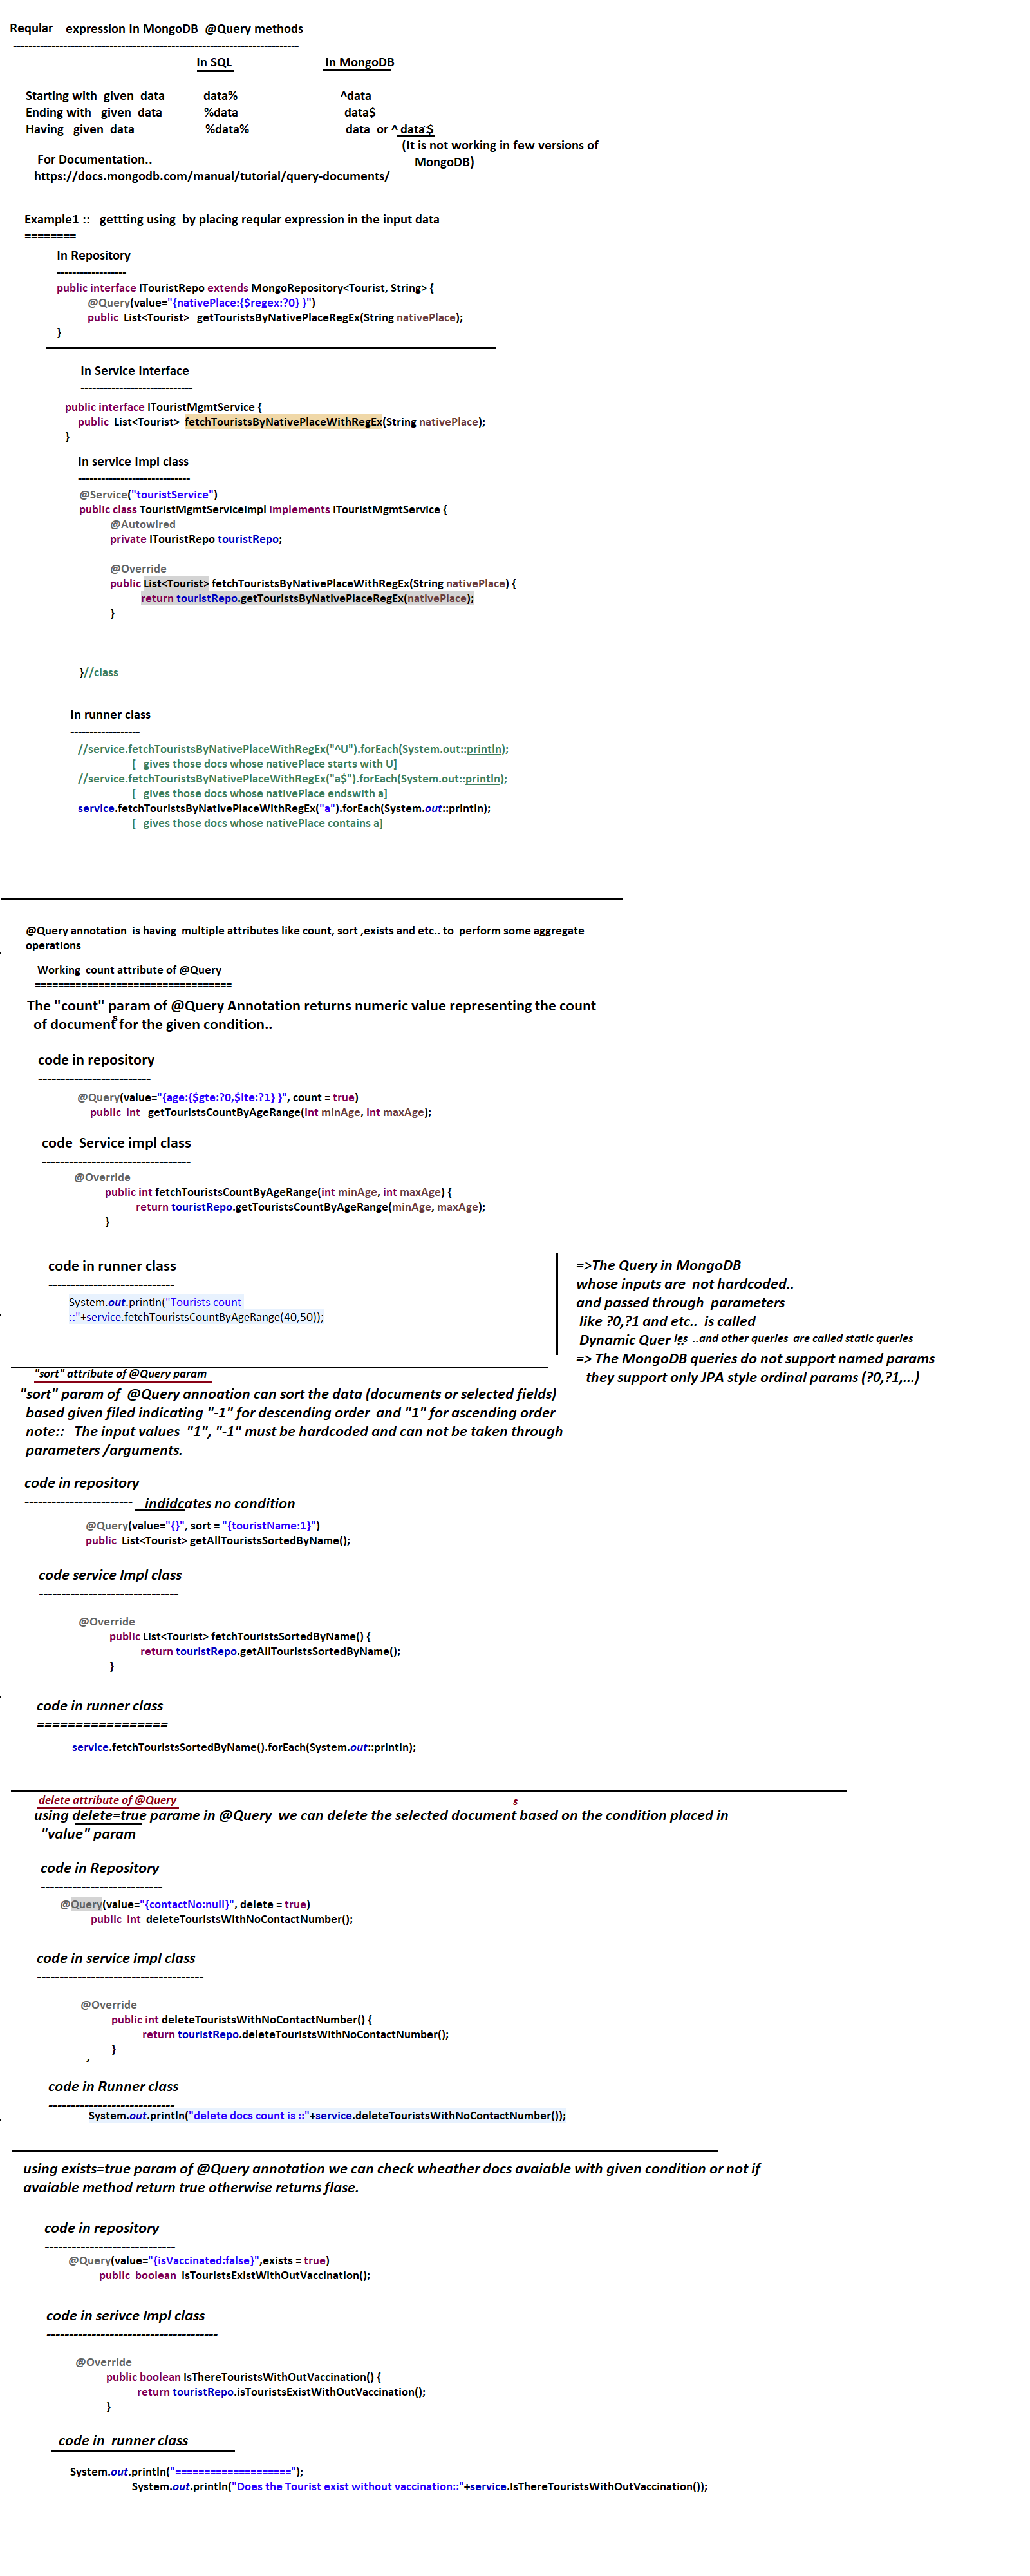 Reqular expression In MongoDB @Query methods
--------------------------------------------------------------------------
In SQL In MongoDB
Starting with given data data% ^data
Ending with given data %data data$
Having given data %data% data or ^ data $
(It is not working in few versions of
MongoDB)
For Documentation..
https://docs.mongodb.com/manual/tutorial/query-documents/
Example1 :: gettting using by placing reqular expression in the input data
========
In Repository
------------------
public interface ITouristRepo extends MongoRepository<Tourist, String> {
@Query(value="{nativePlace:{$regex:?0} }")
public List<Tourist> getTouristsByNativePlaceRegEx(String nativePlace);
}
In Service Interface
-----------------------------
public interface ITouristMgmtService {
public List<Tourist> fetchTouristsByNativePlaceWithRegEx(String nativePlace);
}
In service Impl class
-----------------------------
@Service("touristService")
public class TouristMgmtServiceImpl implements ITouristMgmtService {
@Autowired
private ITouristRepo touristRepo;
@Override
public List<Tourist> fetchTouristsByNativePlaceWithRegEx(String nativePlace) {
return touristRepo.getTouristsByNativePlaceRegEx(nativePlace);
}
}//class
In runner class
------------------
//service.fetchTouristsByNativePlaceWithRegEx("^U").forEach(System.out::println);
[ gives those docs whose nativePlace starts with U]
//service.fetchTouristsByNativePlaceWithRegEx("a$").forEach(System.out::println);
[ gives those docs whose nativePlace endswith a]
service.fetchTouristsByNativePlaceWithRegEx("a").forEach(System.out::println);
[ gives those docs whose nativePlace contains a]
@Query annotation is having multiple attributes like count, sort ,exists and etc.. to perform some aggregate
operations
Working count attribute of @Query
==================================
The "count" param of @Query Annotation returns numeric value representing the count
of documents for the given condition..
code in repository
-------------------------
@Query(value="{age:{$gte:?0,$lte:?1} }", count = true)
public int getTouristsCountByAgeRange(int minAge, int maxAge);
code Service impl class
---------------------------------
@Override
public int fetchTouristsCountByAgeRange(int minAge, int maxAge) {
return touristRepo.getTouristsCountByAgeRange(minAge, maxAge);
}
code in runner class
----------------------------
System.out.println("Tourists count
::"+service.fetchTouristsCountByAgeRange(40,50));
=>The Query in MongoDB
whose inputs are not hardcoded..
and passed through parameters
like ?0,?1 and etc.. is called
Dynamic Queries ..and other queries are called static queries
=> The MongoDB queries do not support named params
they support only JPA style ordinal params (?0,?1,...)
"sort" attribute of @Query param
"sort" param of @Query annoation can sort the data (documents or selected fields)
based given filed indicating "-1" for descending order and "1" for ascending order
note:: The input values "1", "-1" must be hardcoded and can not be taken through
parameters /arguments.
code in repository
------------------------ indidcates no condition
@Query(value="{}", sort = "{touristName:1}")
public List<Tourist> getAllTouristsSortedByName();
code service Impl class
-------------------------------
@Override
public List<Tourist> fetchTouristsSortedByName() {
return touristRepo.getAllTouristsSortedByName();
}
code in runner class
=================
service.fetchTouristsSortedByName().forEach(System.out::println);
delete attribute of @Query
using delete=true parame in @Query we can delete the selected documents based on the condition placed in
"value" param
code in Repository
---------------------------
@Query(value="{contactNo:null}", delete = true)
public int deleteTouristsWithNoContactNumber();
code in service impl class
-------------------------------------
@Override
public int deleteTouristsWithNoContactNumber() {
return touristRepo.deleteTouristsWithNoContactNumber();
}
code in Runner class
----------------------------
System.out.println("delete docs count is ::"+service.deleteTouristsWithNoContactNumber());
using exists=true param of @Query annotation we can check wheather docs avaiable with given condition or not if
avaiable method return true otherwise returns flase.
code in repository
-----------------------------
@Query(value="{isVaccinated:false}",exists = true)
public boolean isTouristsExistWithOutVaccination();
code in serivce Impl class
--------------------------------------
@Override
public boolean IsThereTouristsWithOutVaccination() {
return touristRepo.isTouristsExistWithOutVaccination();
}
code in runner class
System.out.println("====================");
System.out.println("Does the Tourist exist without vaccination::"+service.IsThereTouristsWithOutVaccination());